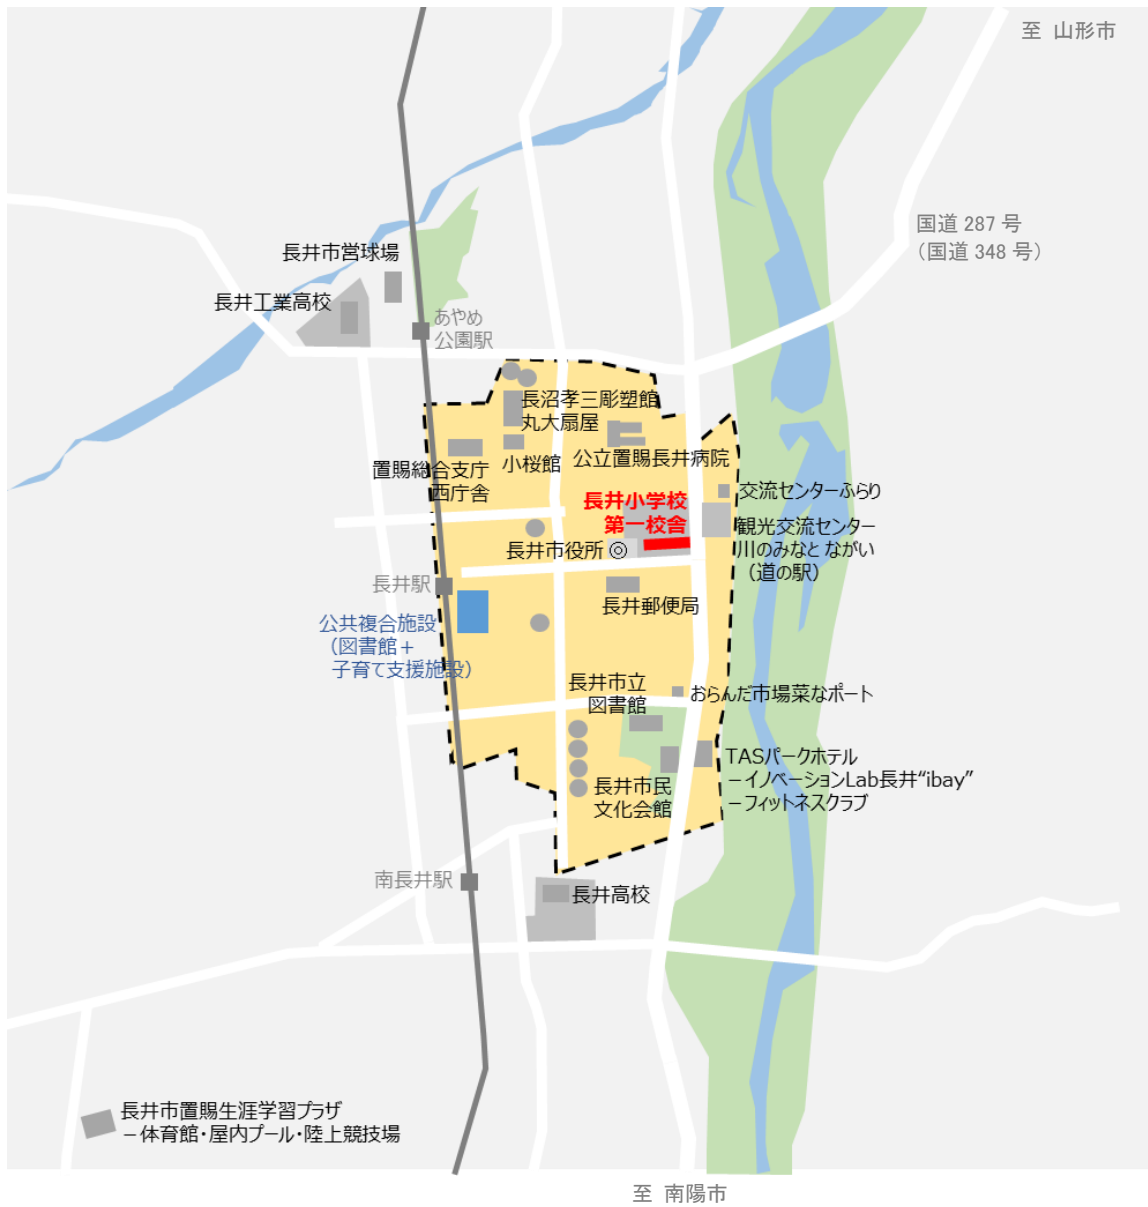 至 山形市
国道 287 号
（国道 348 号）
長井市営球場
長井工業高校
あやめ
公園駅
長沼孝三彫塑館
丸大扇屋
小桜館
公立置賜長井病院
置賜総合支庁
西庁舎
長井小学校
第一校舎
交流センターふらり
観光交流センター
川のみなと ながい
（道の駅）
長井市役所
長井駅
長井郵便局
公共複合施設
（図書館＋
子育て支援施設）
長井市立
図書館
おらんだ市場菜なポート
TASパークホテル
－イノベーションLab長井“ibay”
－フィットネスクラブ
長井市民
文化会館
南長井駅
長井高校
長井市置賜生涯学習プラザ
－体育館・屋内プール・陸上競技場
至 南陽市